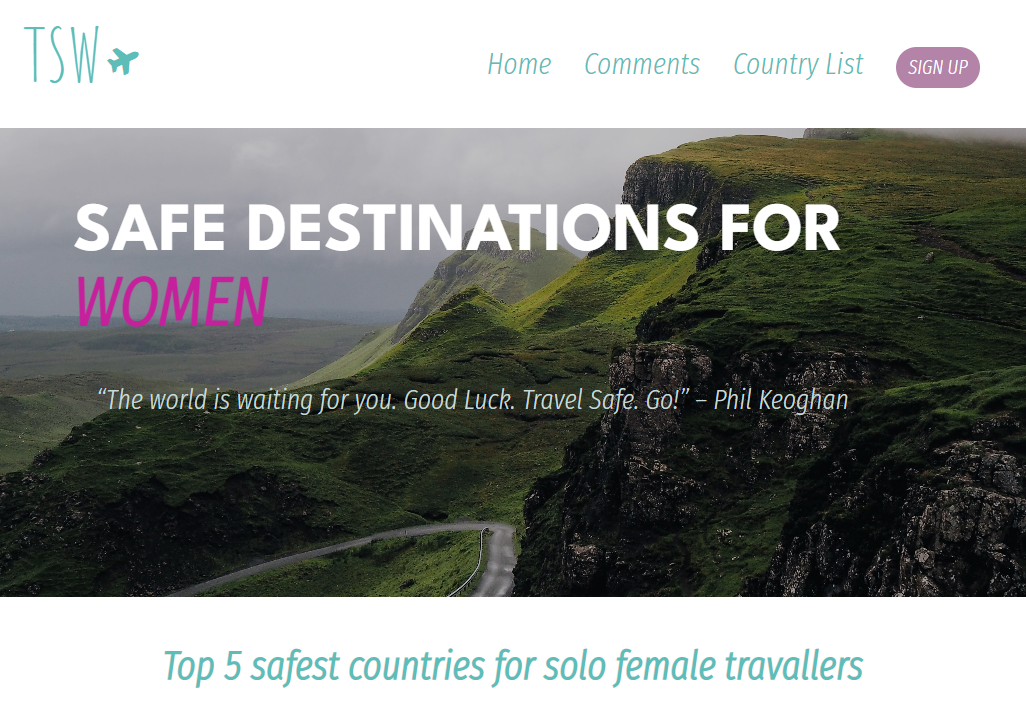 TSW
Home Comments Country List SIGN UP
SAFE DESTINATIONS FOR
WOMEN
“The world is waiting for you. Good Luck. Travel Safe. Go!” – Phil Keoghan
Top 5 safest countries for solo female travallers